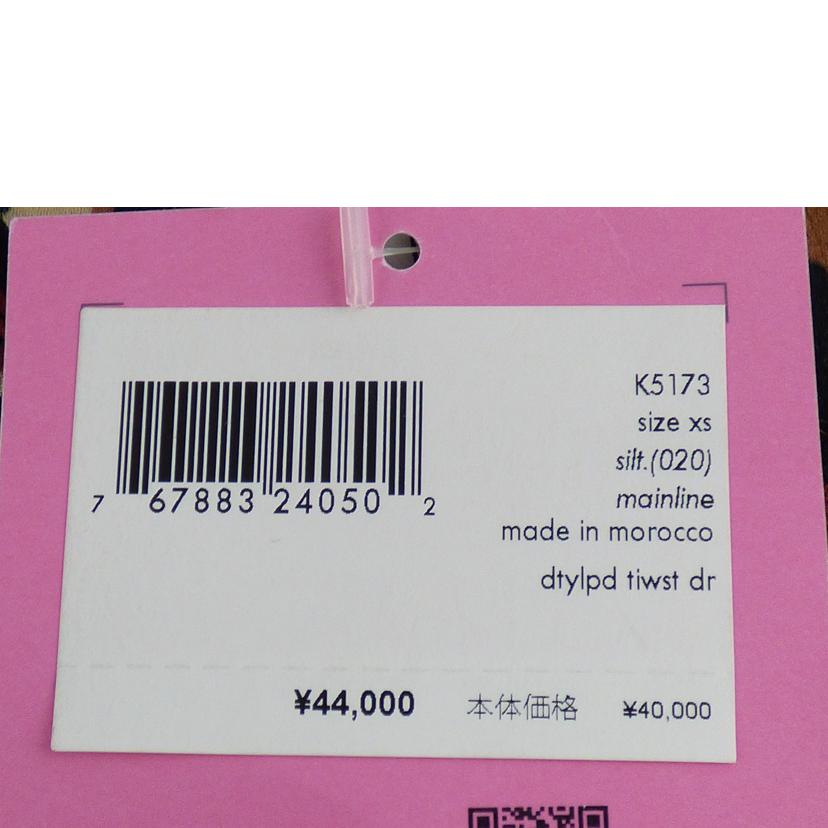 K5173
size xs
silt.(020)
mainline
made in morocco
dtylpd tiwst dr
7 67883 24050 2
¥44,000 本体価格 ¥40,000